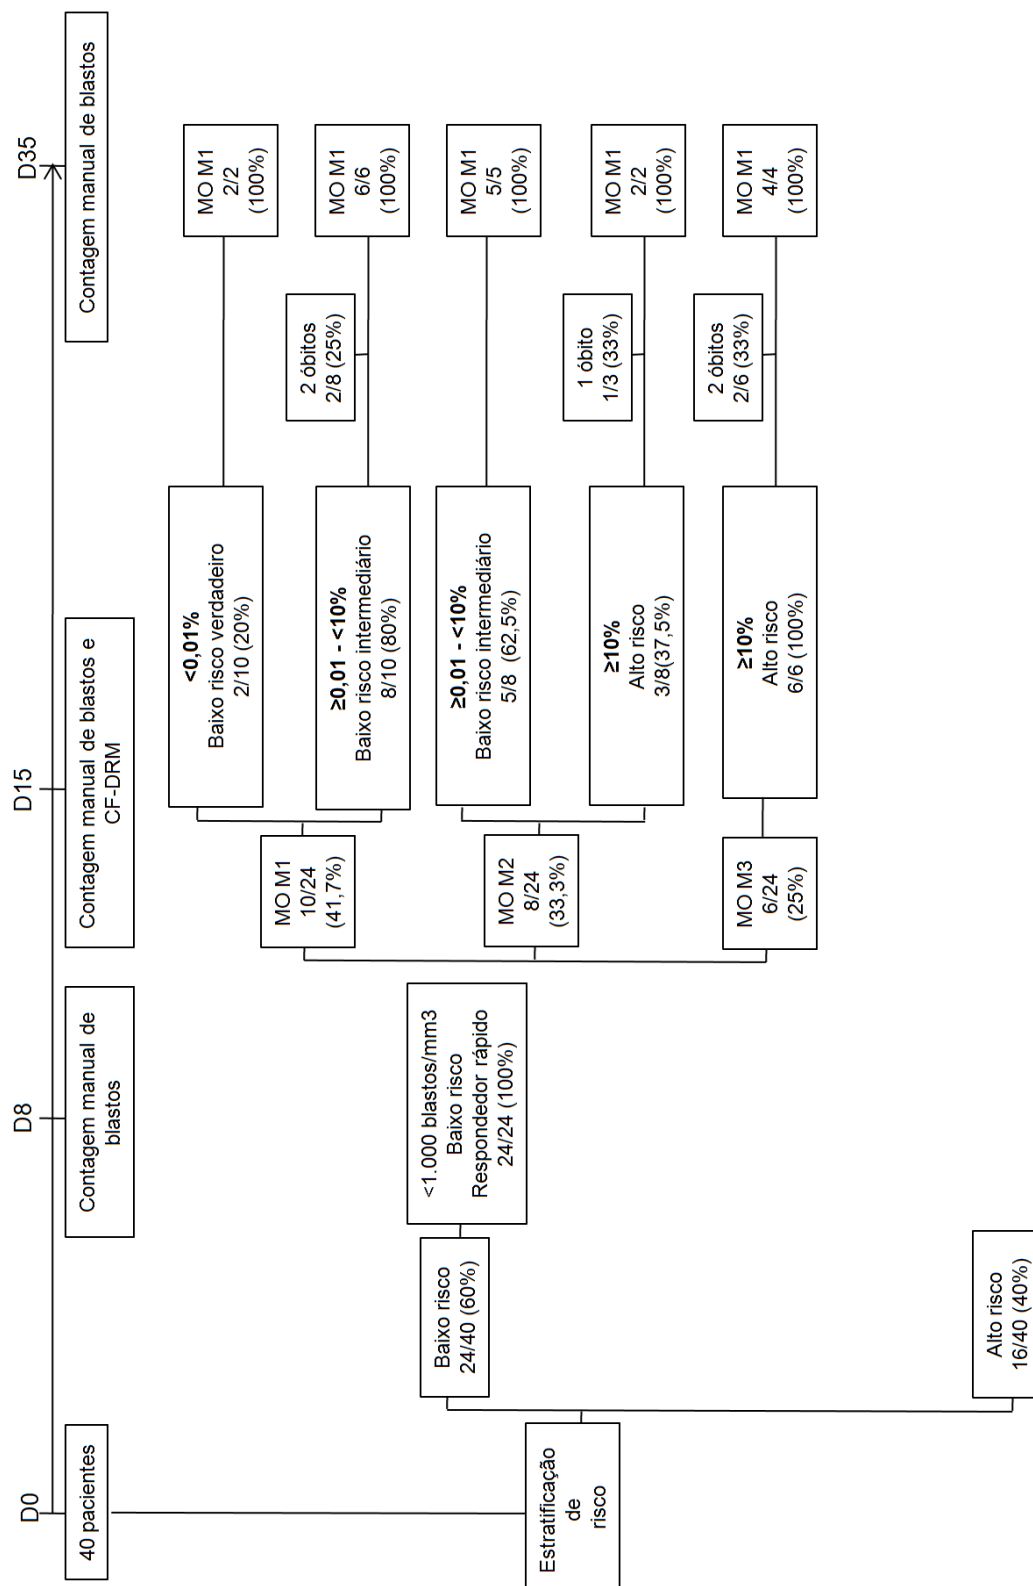 D0
D8
D15
D35
40 pacientes
Contagem manual de
blastos
Contagem manual de blastos e
CF-DRM
Contagem manual de blastos
Estratificação
de
risco
Baixo risco
24/40 (60%)
Alto risco
16/40 (40%)
<1.000 blastos/mm3
Baixo risco
Respondedor rápido
24/24 (100%)
MO M1
10/24
(41,7%)
<0,01%
Baixo risco verdadeiro
2/10 (20%)
MO M1
2/2
(100%)
≥0,01 - <10%
Baixo risco intermediário
8/10 (80%)
2 óbitos
2/8 (25%)
MO M1
6/6
(100%)
MO M2
8/24
(33,3%)
≥0,01 - <10%
Baixo risco intermediário
5/8 (62,5%)
MO M1
5/5
(100%)
≥10%
Alto risco
3/8(37,5%)
1 óbito
1/3 (33%)
MO M1
2/2
(100%)
MO M3
6/24
(25%)
≥10%
Alto risco
6/6 (100%)
2 óbitos
2/6 (33%)
MO M1
4/4
(100%)